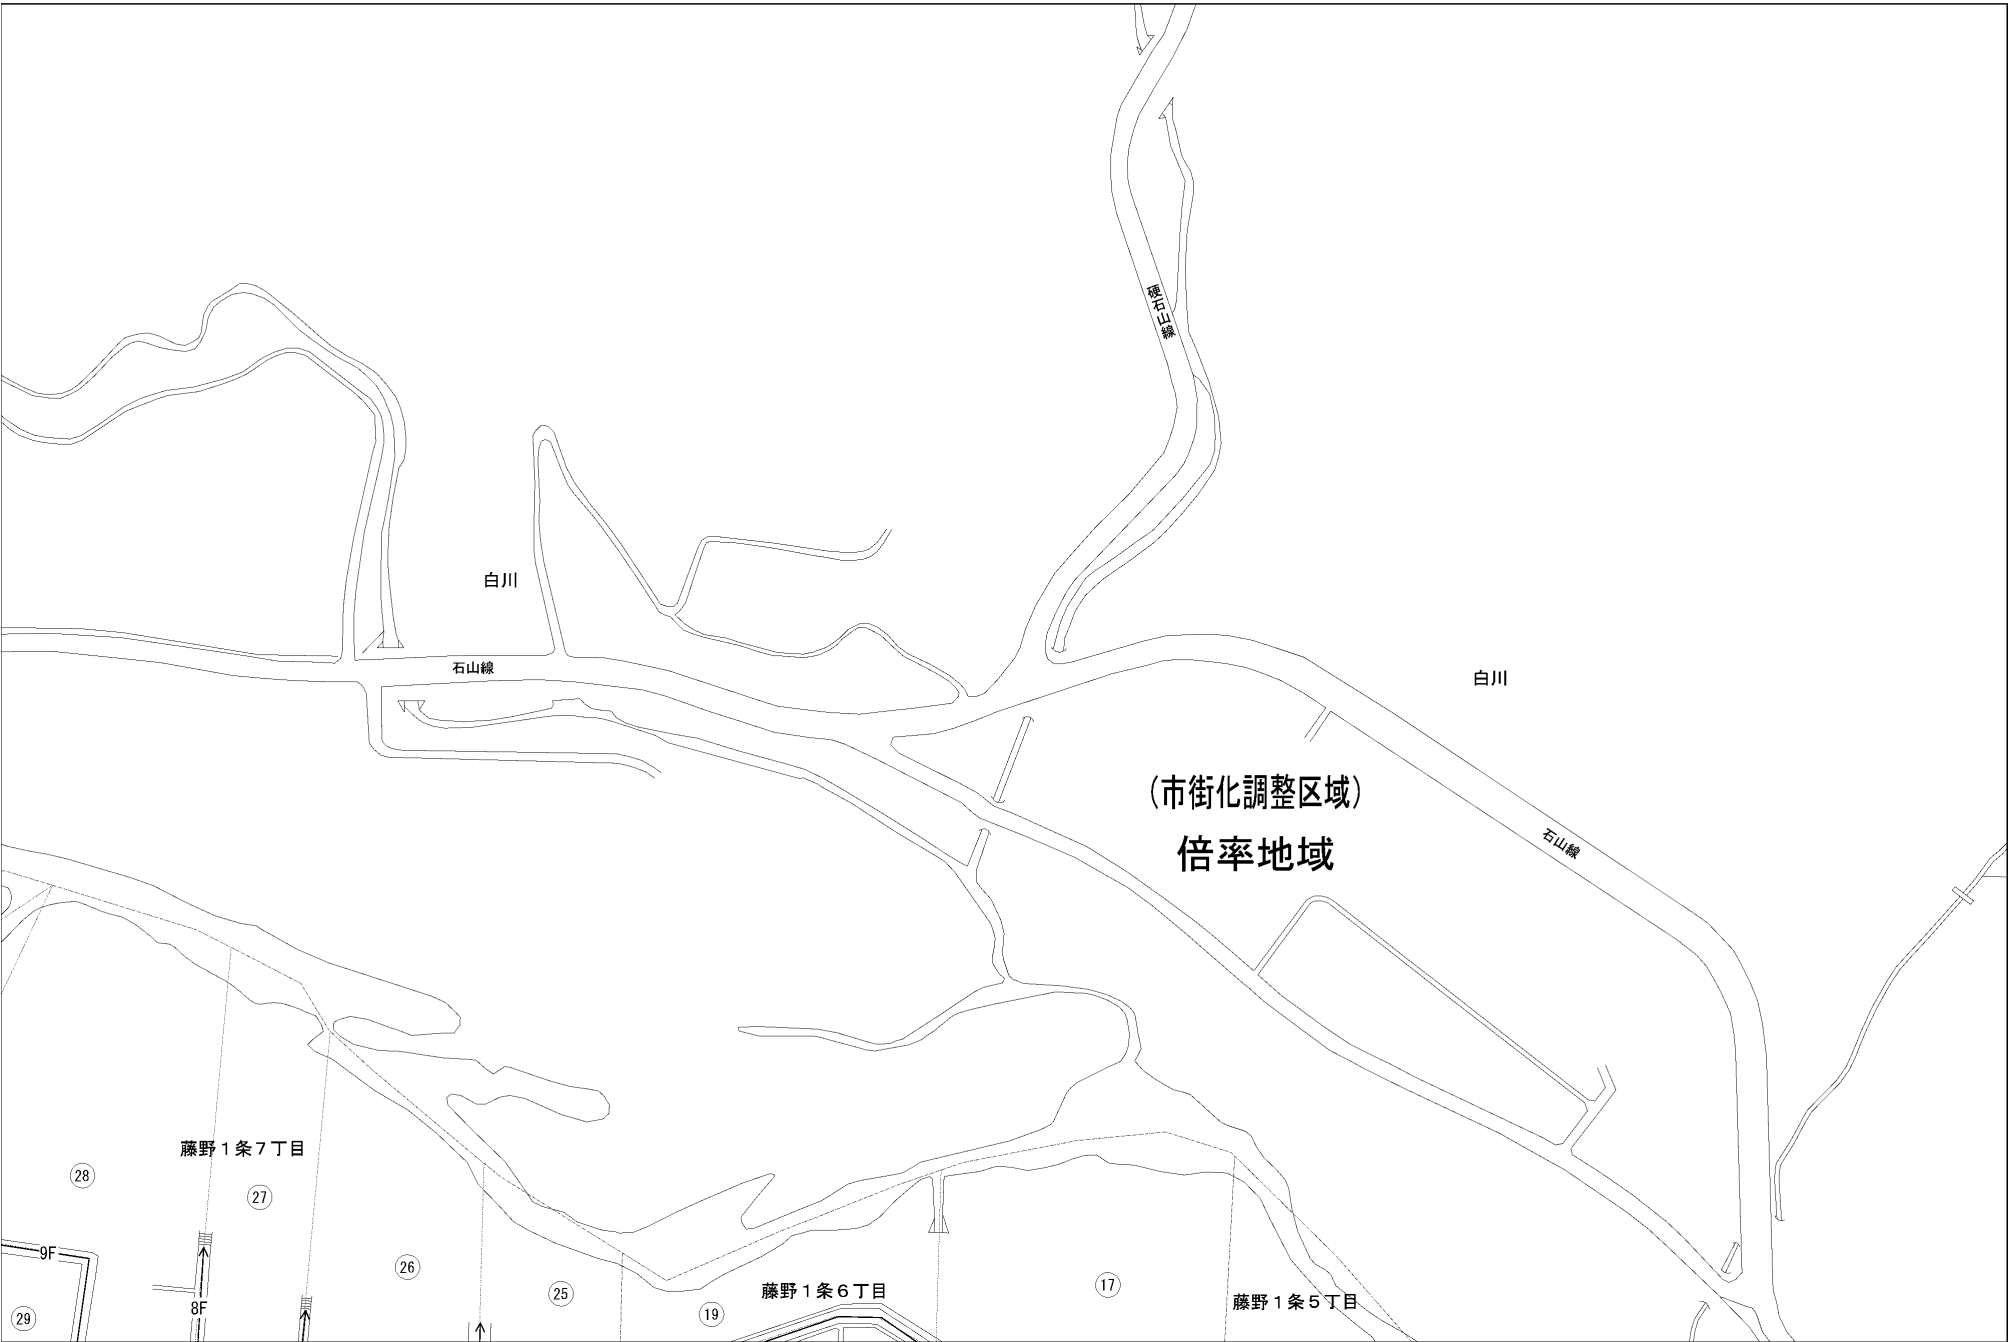 硬石山線
白川
石山線
白川
（市街化調整区域）
倍率地域
石山線
藤野１条７丁目
28
27
9F
26
8F
25
藤野１条６丁目
17
藤野１条５丁目
29
19